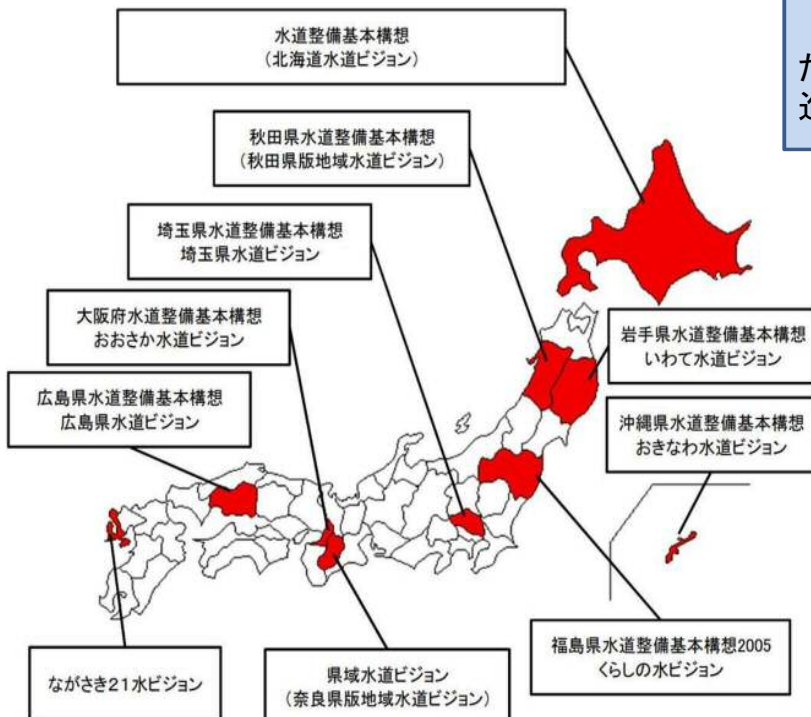 水道整備基本構想
（北海道水道ビジョン）
秋田県水道整備基本構想
（秋田県版地域水道ビジョン）
埼玉県水道整備基本構想
埼玉県水道ビジョン
大阪府水道整備基本構想
おおさか水道ビジョン
広島県水道整備基本構想
広島県水道ビジョン
岩手県水道整備基本構想
いわて水道ビジョン
沖縄県水道整備基本構想
おきなわ水道ビジョン
福島県水道整備基本構想2005
くらしの水ビジョン
県域水道ビジョン
（奈良県版地域水道ビジョン）
ながさき２１水ビジョン